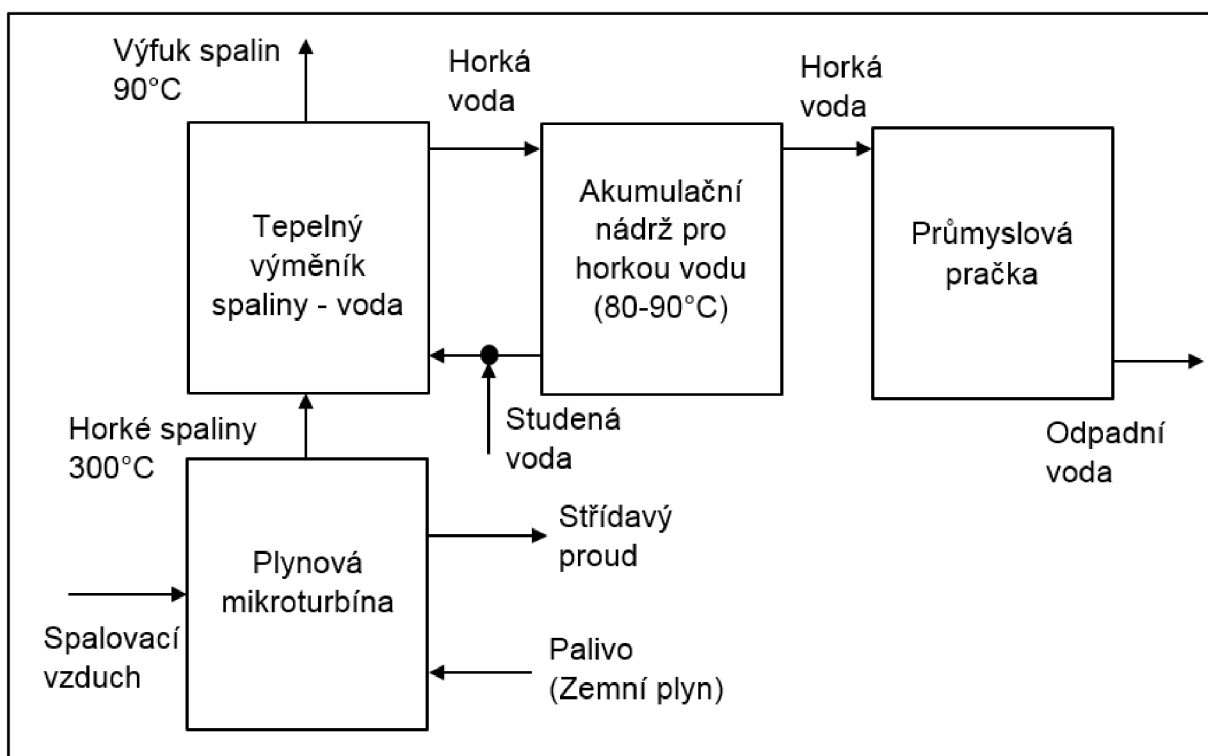 Výfuk spalin
90°C
Horká
voda
Horká
voda
Tepelný
výměník
spaliny - voda
Akumulační
nádrž pro
horkou vodu
(80-90°C)
Průmyslová
pračka
Horké spaliny
300°C
Studená
voda
Odpadní
voda
Plynová
mikroturbína
Střídavý
proud
Spalovací
vzduch
Palivo
(Zemní plyn)